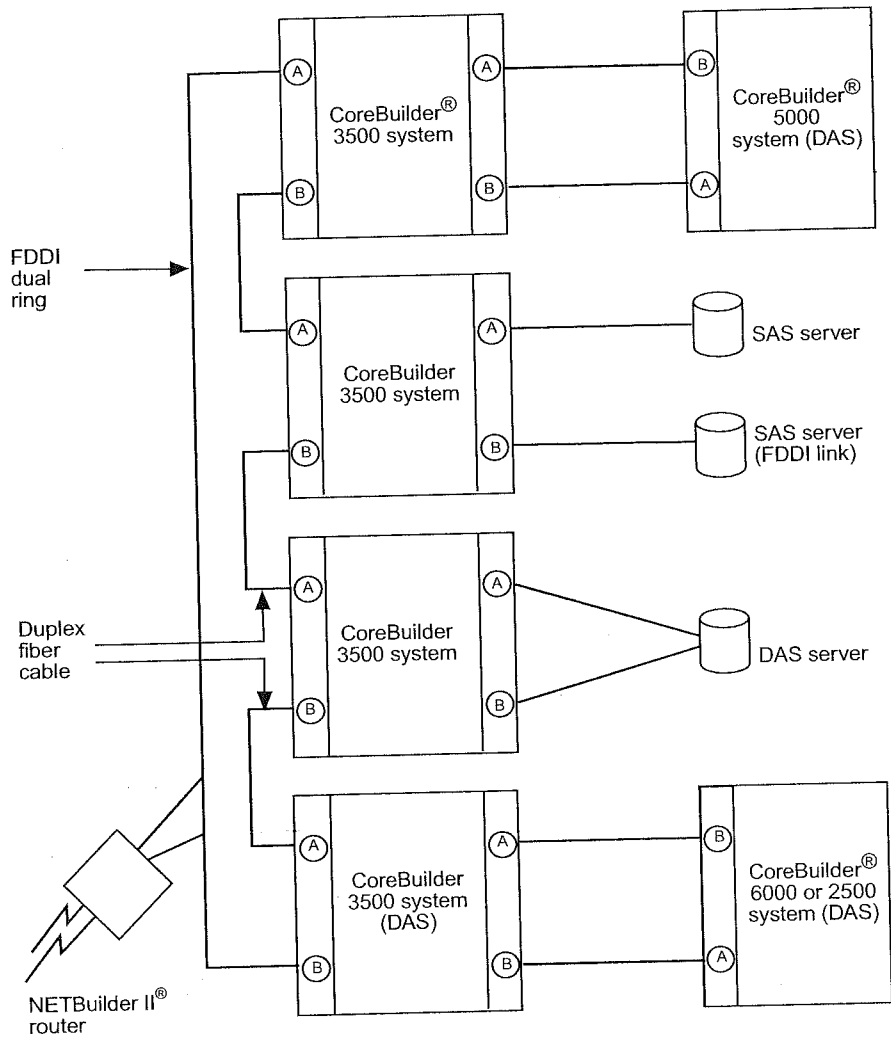 A
B
A
B
CoreBuilder®
3500 system
B
A
CoreBuilder®
5000
system (DAS)
FDDI
dual
ring
A
B
A
B
CoreBuilder
3500 system
SAS server
SAS server
(FDDI link)
Duplex
fiber
cable
A
B
A
B
CoreBuilder
3500 system
DAS server
A
B
A
B
CoreBuilder
3500 system
(DAS)
B
A
CoreBuilder®
6000 or 2500
system (DAS)
NETBuilder II®
router